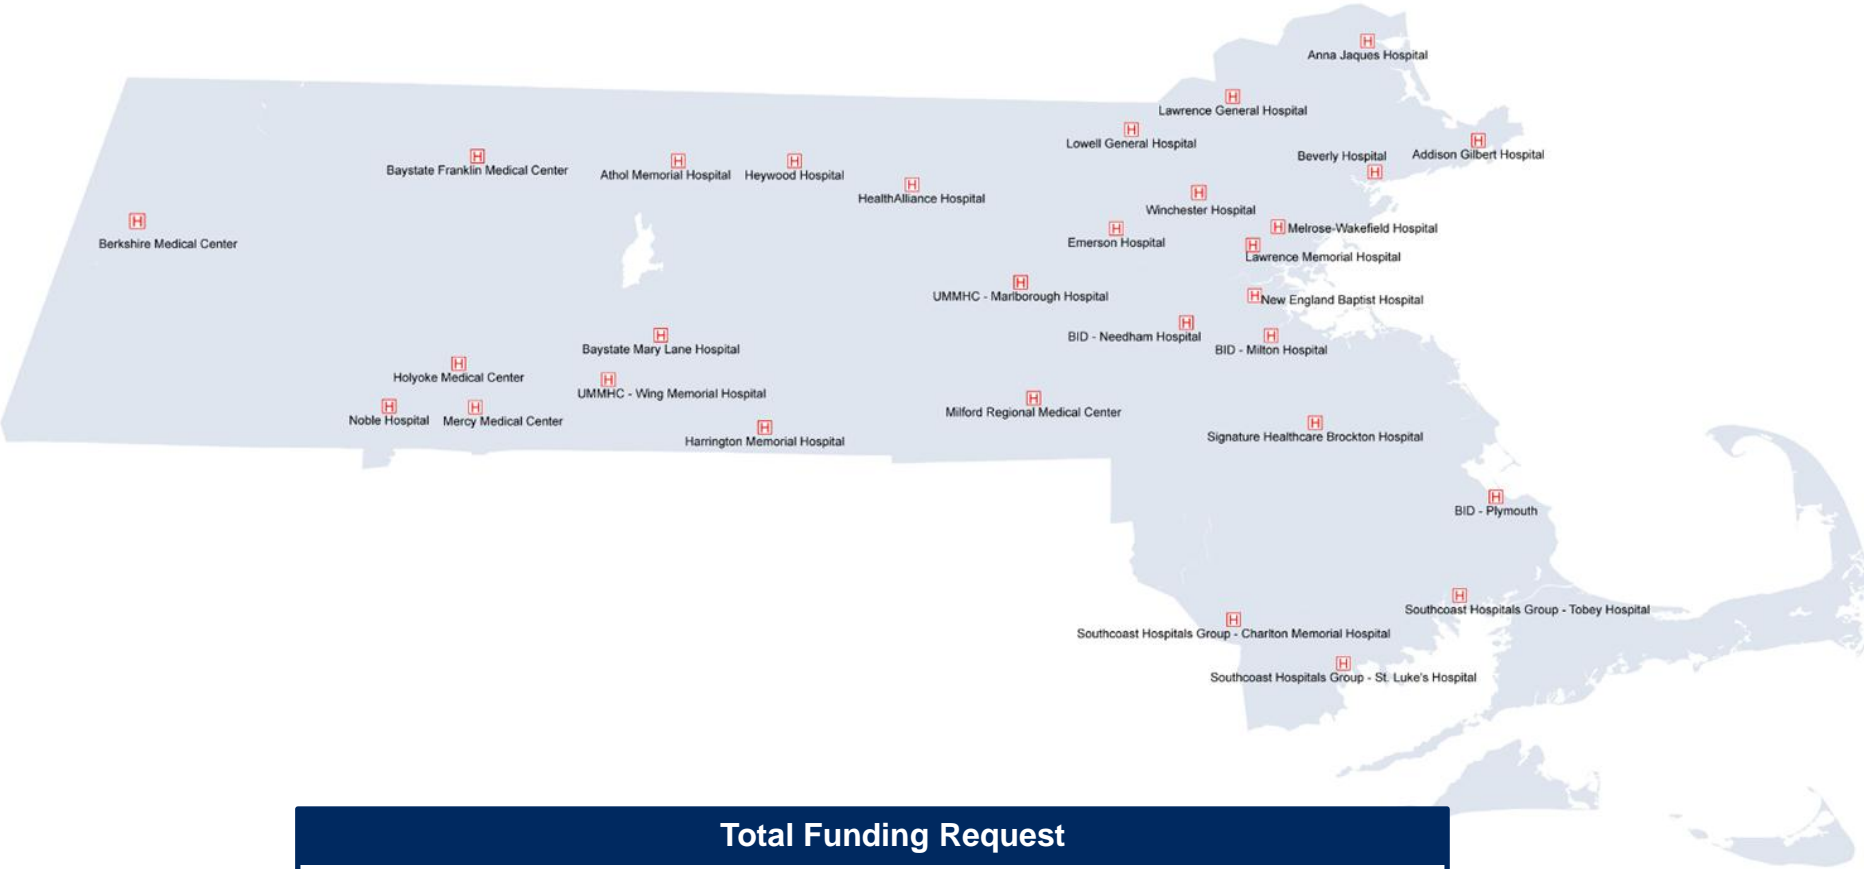 Anna Jaques Hospital
Lawrence General Hospital
Lowell General Hospital
Beverly Hospital
Addison Gilbert Hospital
Baystate Franklin Medical Center
Athol Memorial Hospital
Heywood Hospital
HealthAlliance Hospital
Winchester Hospital
Melrose-Wakefield Hospital
Berkshire Medical Center
Emerson Hospital
Lawrence Memorial Hospital
UMMHC - Marlborough Hospital
New England Baptist Hospital
BID - Needham Hospital
BID - Milton Hospital
Baystate Mary Lane Hospital
Holyoke Medical Center
UMMHC - Wing Memorial Hospital
Noble Hospital
Mercy Medical Center
Milford Regional Medical Center
Harrington Memorial Hospital
Signature Healthcare Brockton Hospital
BID - Plymouth
Southcoast Hospitals Group - Tobey Hospital
Southcoast Hospitals Group - Charlton Memorial Hospital
Southcoast Hospitals Group - St. Luke's Hospital
Total Funding Request